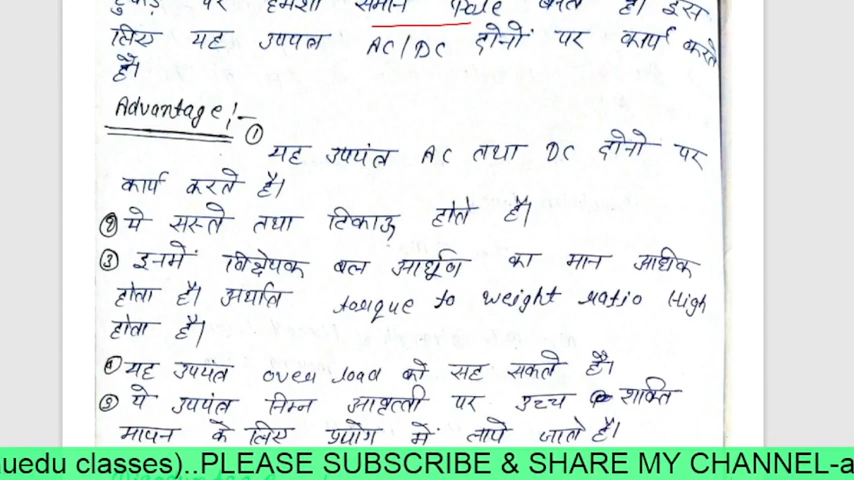 टुकड़े पर हमेशा समान Pole बनते है। इस
लिए यह उपयंत्र AC/DC दोनों पर कार्य करते
है।
Advantage:-
① यह उपयंत्र AC तथा DC दोनो पर
कार्य करते है।
② ये सस्ते तथा टिकाऊ होते है।
③ इनमें विक्षेपक बल आर्घूण का मान अधिक
होता है। अर्थात torque to weight ratio High
होता है।
④ यह उपयंत्र over load को सह सकते है।
⑤ ये उपयंत्र निम्न आवृत्ती पर उच्च शक्ति
मापन के लिए प्रयोग में लाये जाते है।
uedu classes)..PLEASE SUBSCRIBE & SHARE MY CHANNEL-a